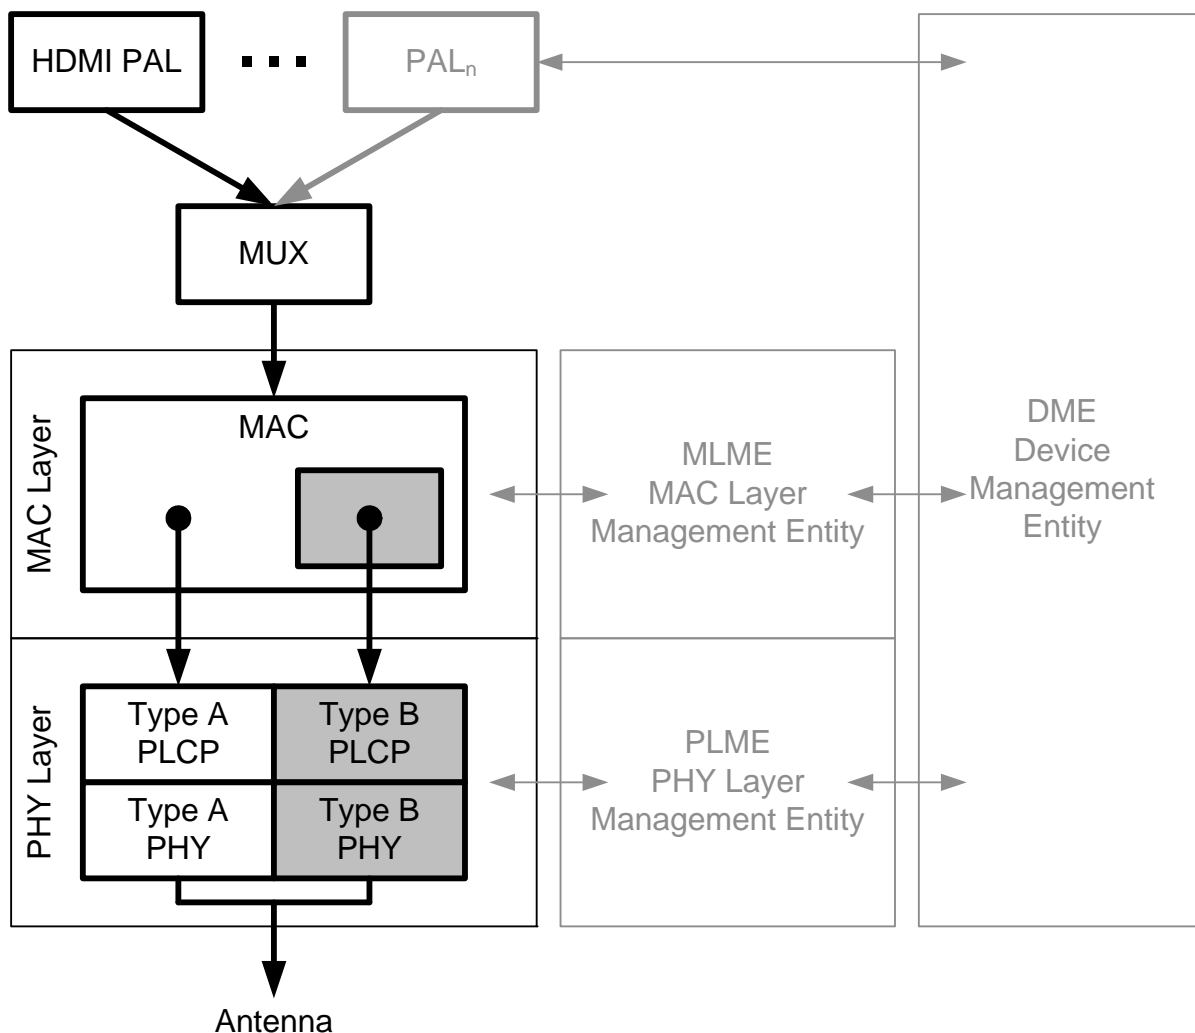 HDMI PAL
PALn
MUX
MAC Layer
MAC
MLME
MAC Layer
Management Entity
DME
Device
Management
Entity
PHY Layer
Type A
PLCP
Type B
PLCP
Type A
PHY
Type B
PHY
PLME
PHY Layer
Management Entity
Antenna